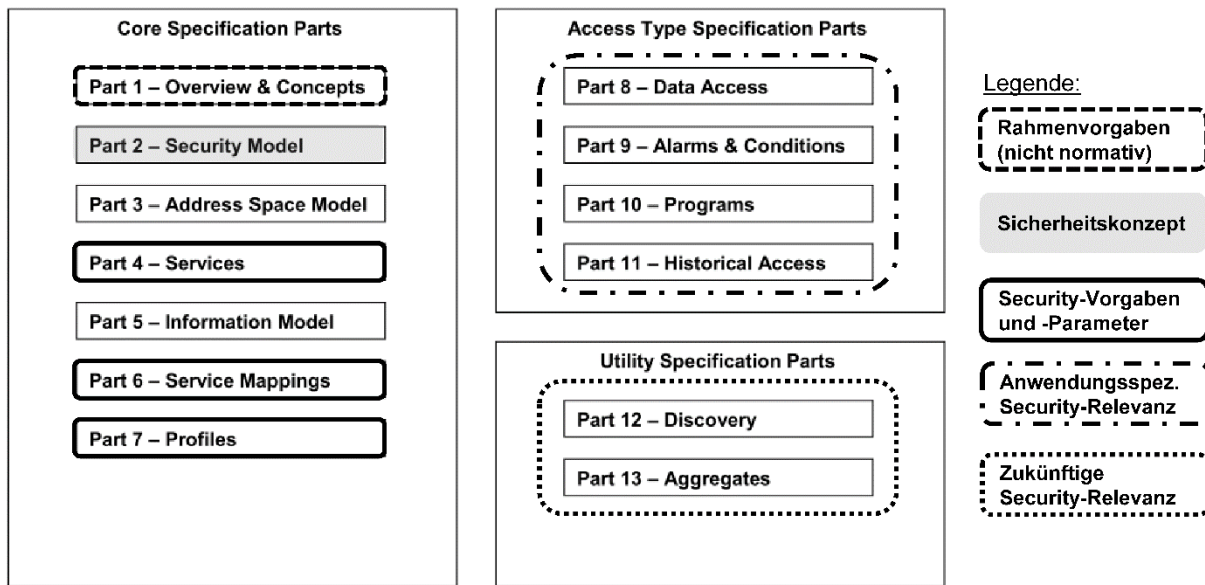 Core Specification Parts
Part 1 – Overview & Concepts
Part 2 – Security Model
Part 3 – Address Space Model
Part 4 – Services
Part 5 – Information Model
Part 6 – Service Mappings
Part 7 – Profiles
Access Type Specification Parts
Part 8 – Data Access
Part 9 – Alarms & Conditions
Part 10 – Programs
Part 11 – Historical Access
Utility Specification Parts
Part 12 – Discovery
Part 13 – Aggregates
Legende:
Rahmenvorgaben
(nicht normativ)
Sicherheitskonzept
Security-Vorgaben
und -Parameter
Anwendungsspez.
Security-Relevanz
Zukünftige
Security-Relevanz